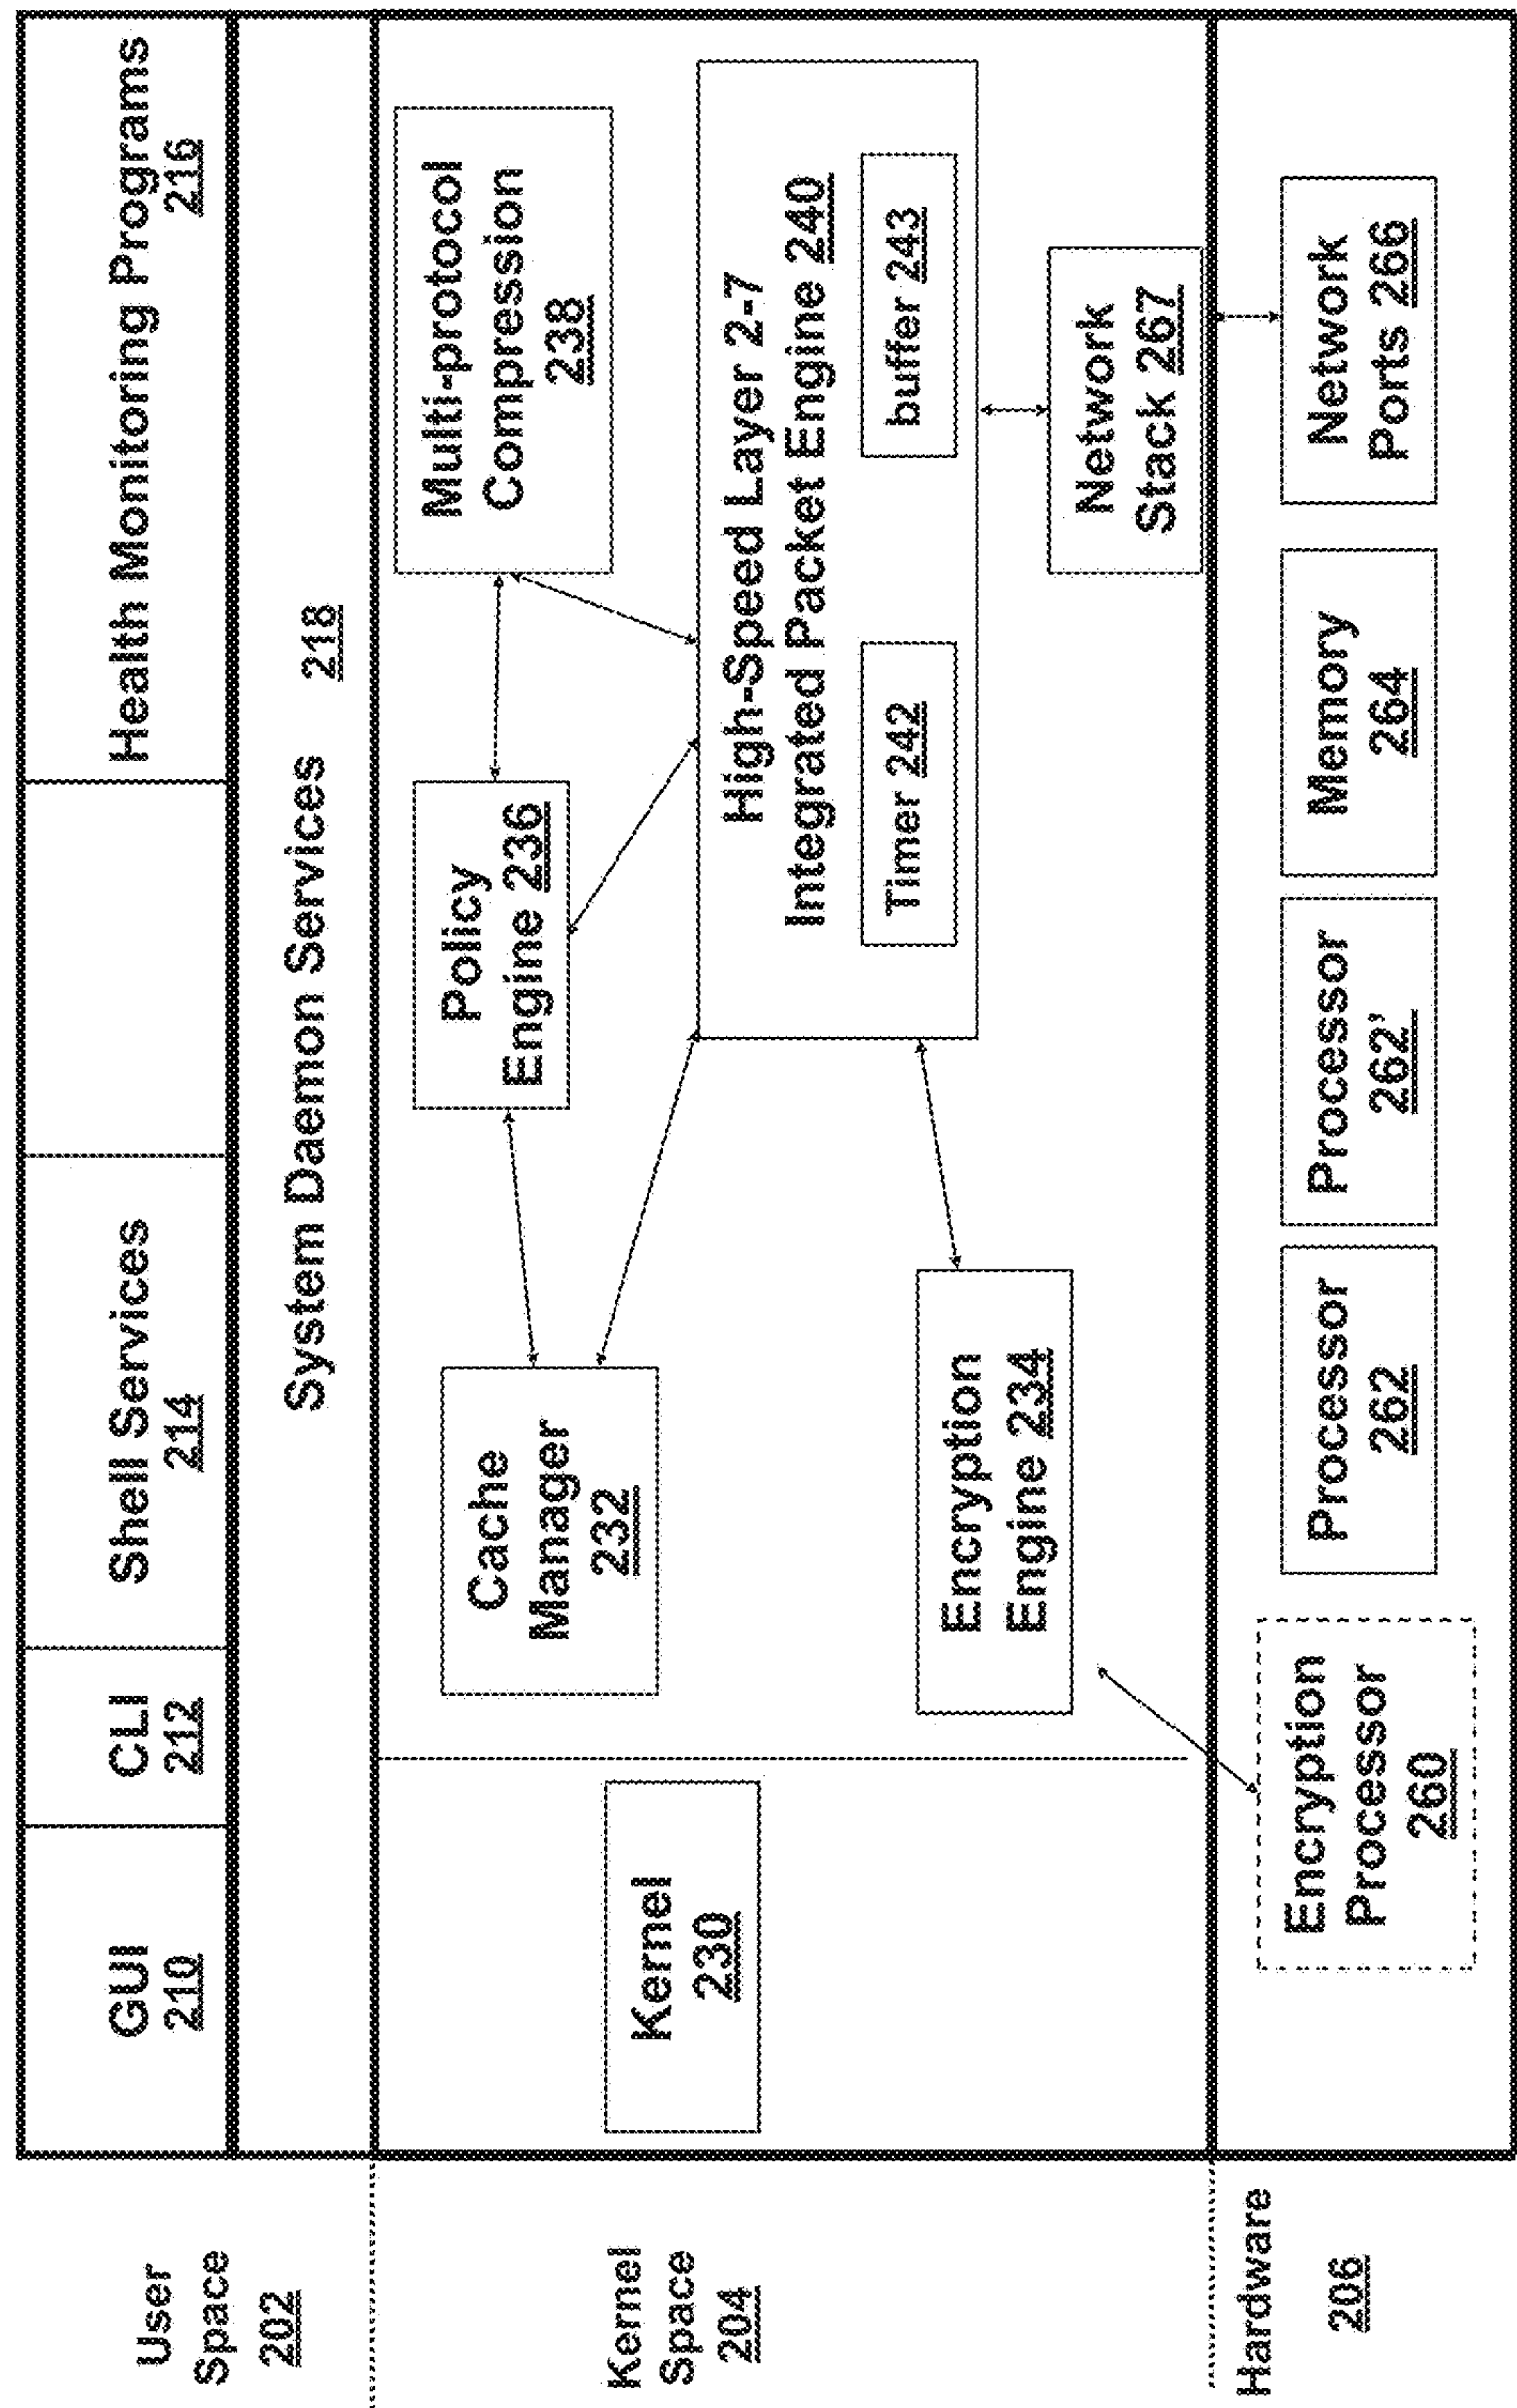 User
Space
202
GUI
210
CLI
212
Shell Services
214
Health Monitoring Programs
216
System Daemon Services 218
Kernel
Space
204
Kernel
230
Cache
Manager
232
Policy
Engine 236
Multi-protocol
Compression
238
High-Speed Layer 2-7
Integrated Packet Engine 240
Timer 242
buffer 243
Encryption
Engine 234
Network
Stack 267
Hardware
206
Encryption
Processor
260
Processor
262
Processor
262'
Memory
264
Network
Ports 266